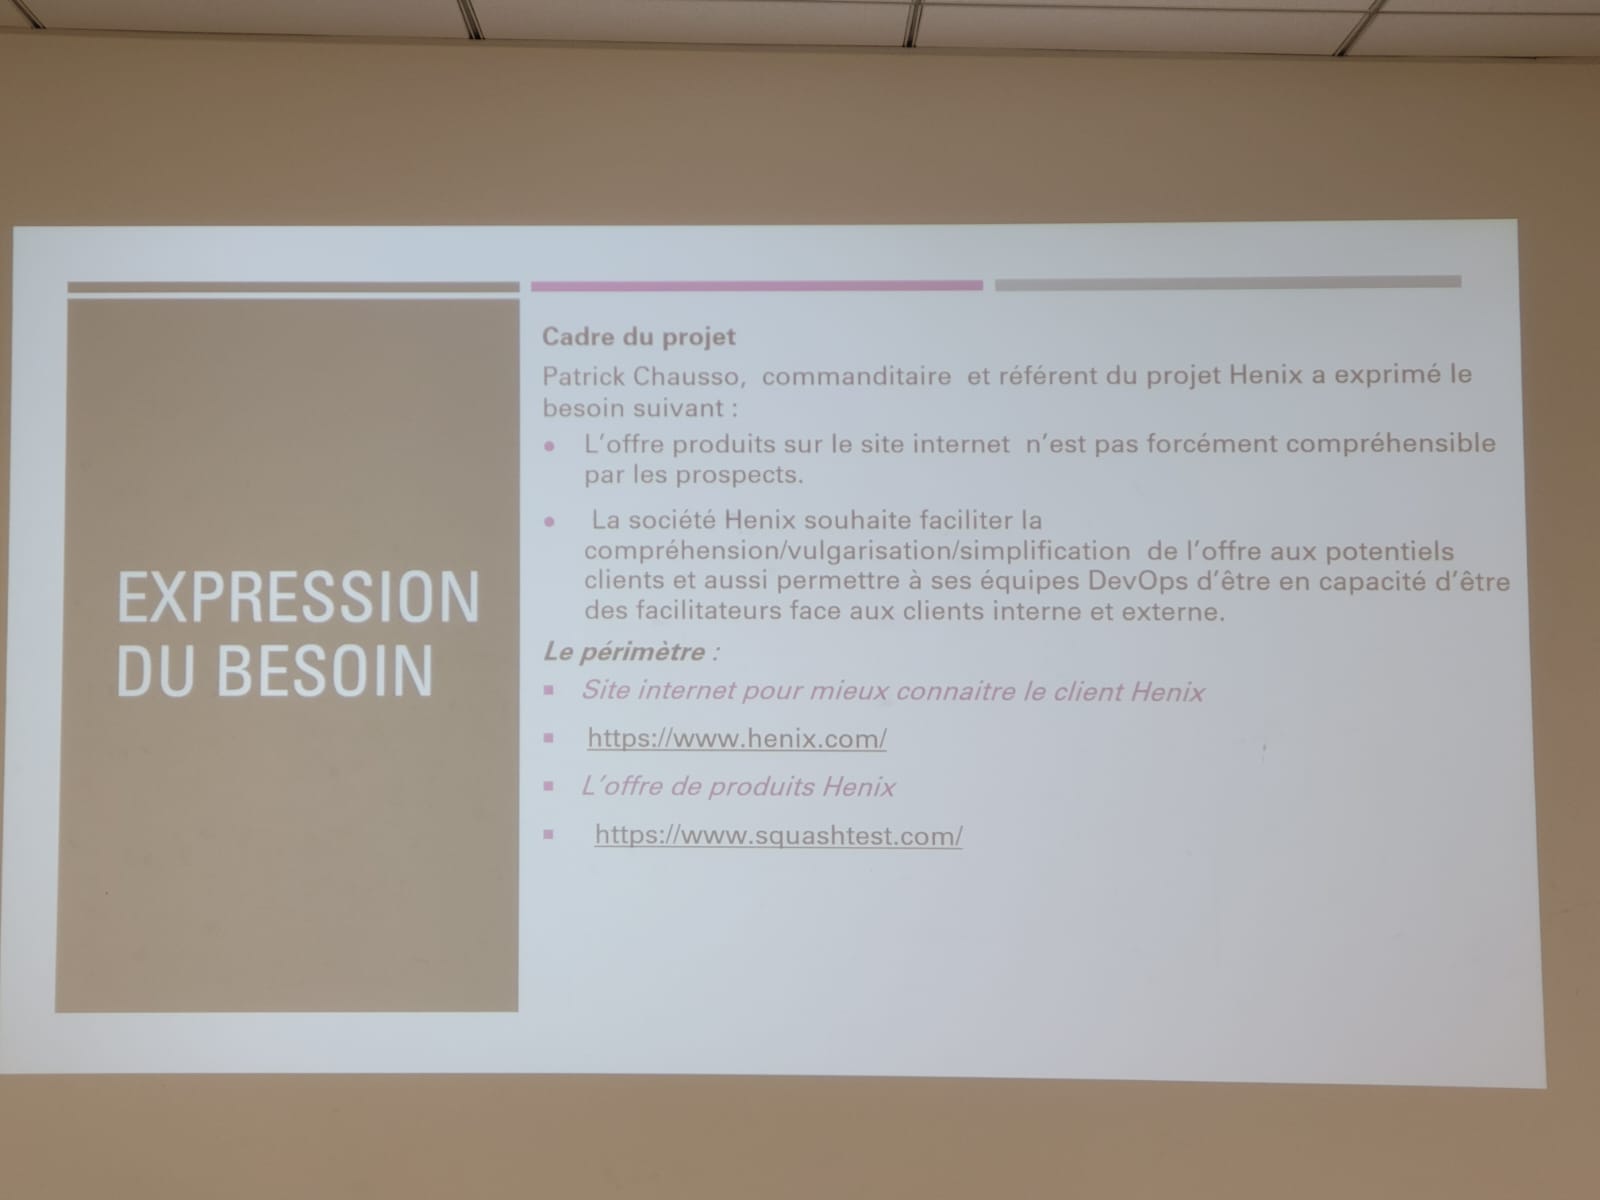 EXPRESSION
DU BESOIN
Cadre du projet
Patrick Chausso, commanditaire et référent du projet Henix a exprimé le
besoin suivant :
● L'offre produits sur le site internet n'est pas forcément compréhensible
par les prospects.
● La société Henix souhaite faciliter la
compréhension/vulgarisation/simplification de l'offre aux potentiels
clients et aussi permettre à ses équipes DevOps d'être en capacité d'être
des facilitateurs face aux clients interne et externe.
Le périmètre :
▪ Site internet pour mieux connaitre le client Henix
▪ https://www.henix.com/
▪ L'offre de produits Henix
▪ https://www.squashtest.com/